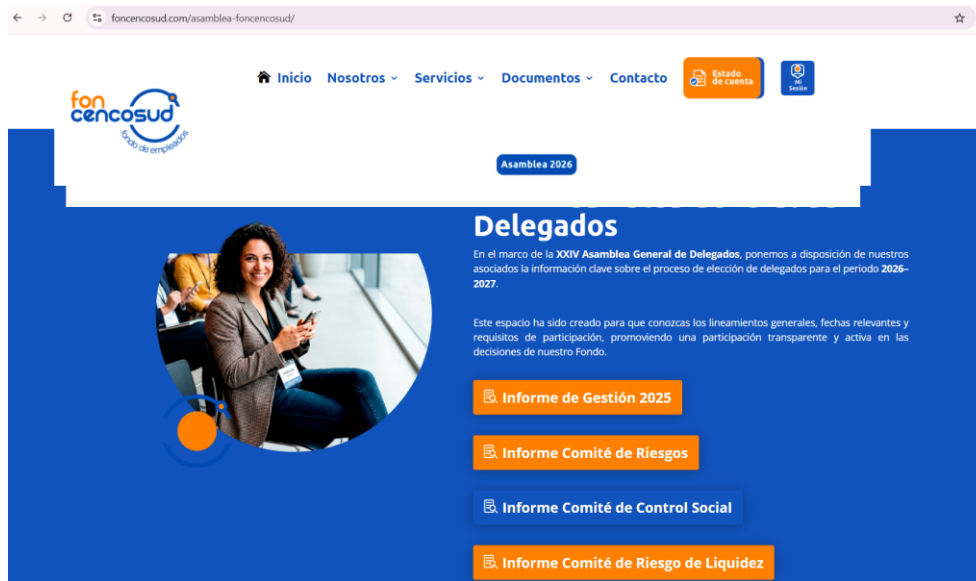 foncencosud.com/asamblea-foncencosud/
Inicio Nosotros Servicios Documentos Contacto
Estado
de cuenta
Mi
Sesión
fon
cencosud
fondo de empleados
Asamblea 2026
Delegados
En el marco de la XXIV Asamblea General de Delegados, ponemos a disposición de nuestros
asociados la información clave sobre el proceso de elección de delegados para el periodo 2026–
2027.
Este espacio ha sido creado para que conozcas los lineamientos generales, fechas relevantes y
requisitos de participación, promoviendo una participación transparente y activa en las
decisiones de nuestro Fondo.
Informe de Gestión 2025
Informe Comité de Riesgos
Informe Comité de Control Social
Informe Comité de Riesgo de Liquidez